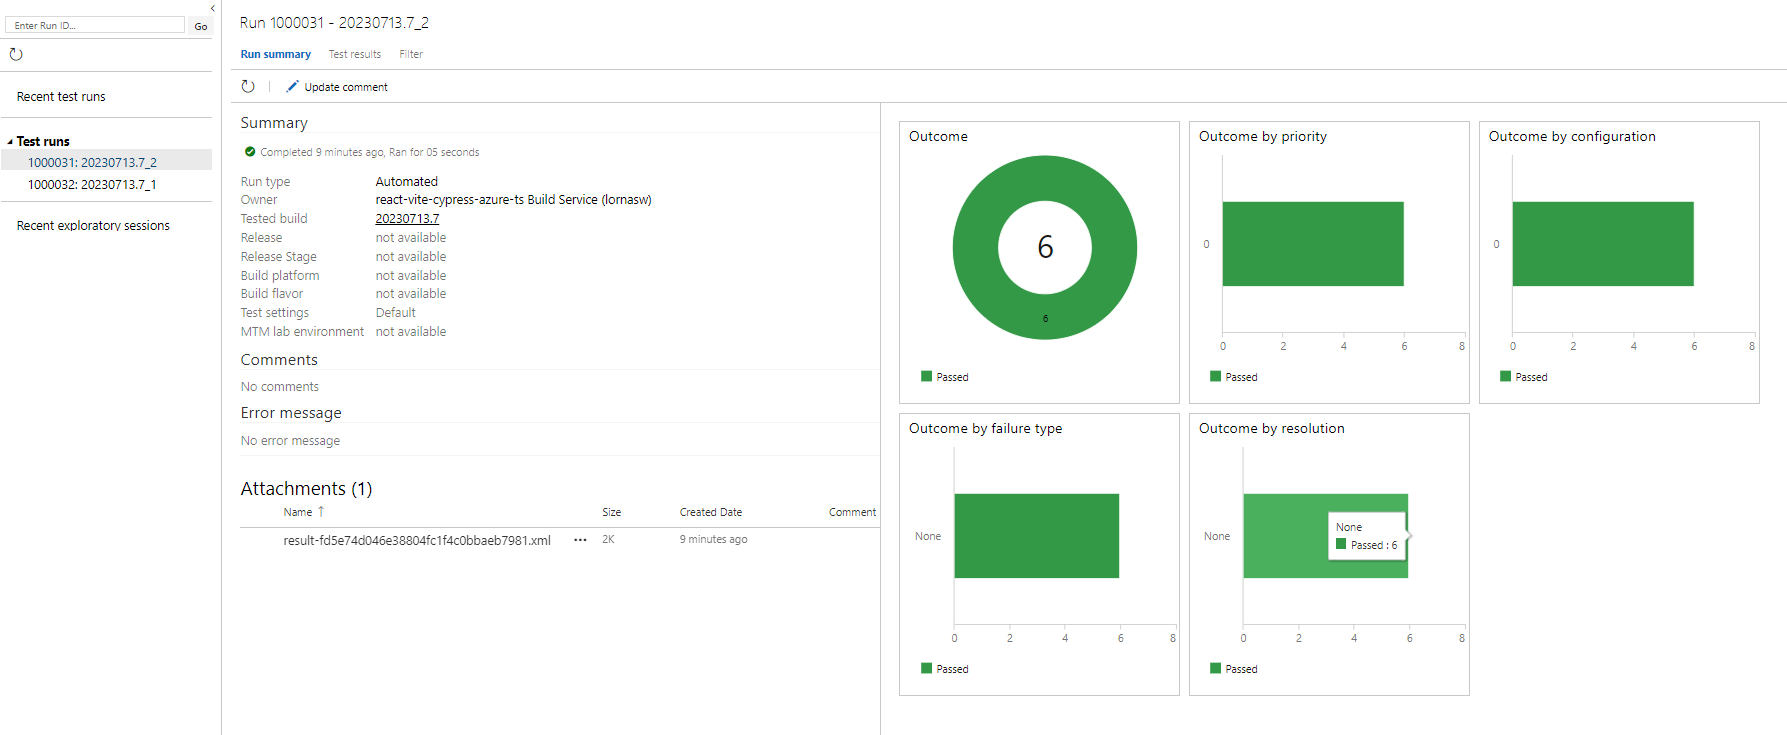 Enter Run ID...
Go
Recent test runs
Test runs
1000031: 20230713.7_2
1000032: 20230713.7_1
Recent exploratory sessions
Run 1000031 - 20230713.7_2
Run summary Test results Filter
Update comment
Summary
Completed 9 minutes ago, Ran for 05 seconds
Run type Automated
Owner react-vite-cypress-azure-ts Build Service (lornasw)
Tested build 20230713.7
Release not available
Release Stage not available
Build platform not available
Build flavor not available
Test settings Default
MTM lab environment not available
Comments
No comments
Error message
No error message
Attachments (1)
Name Size Created Date Comment
result-fd5e74d046e38804fc1f4c0bbaeb7981.xml ... 2K 9 minutes ago
Outcome
6
6
Passed
Outcome by priority
0
0 2 4 6 8
Passed
Outcome by configuration
0
0 2 4 6 8
Passed
Outcome by failure type
None
0 2 4 6 8
Passed
Outcome by resolution
None
None
Passed : 6
0 2 4 6 8
Passed